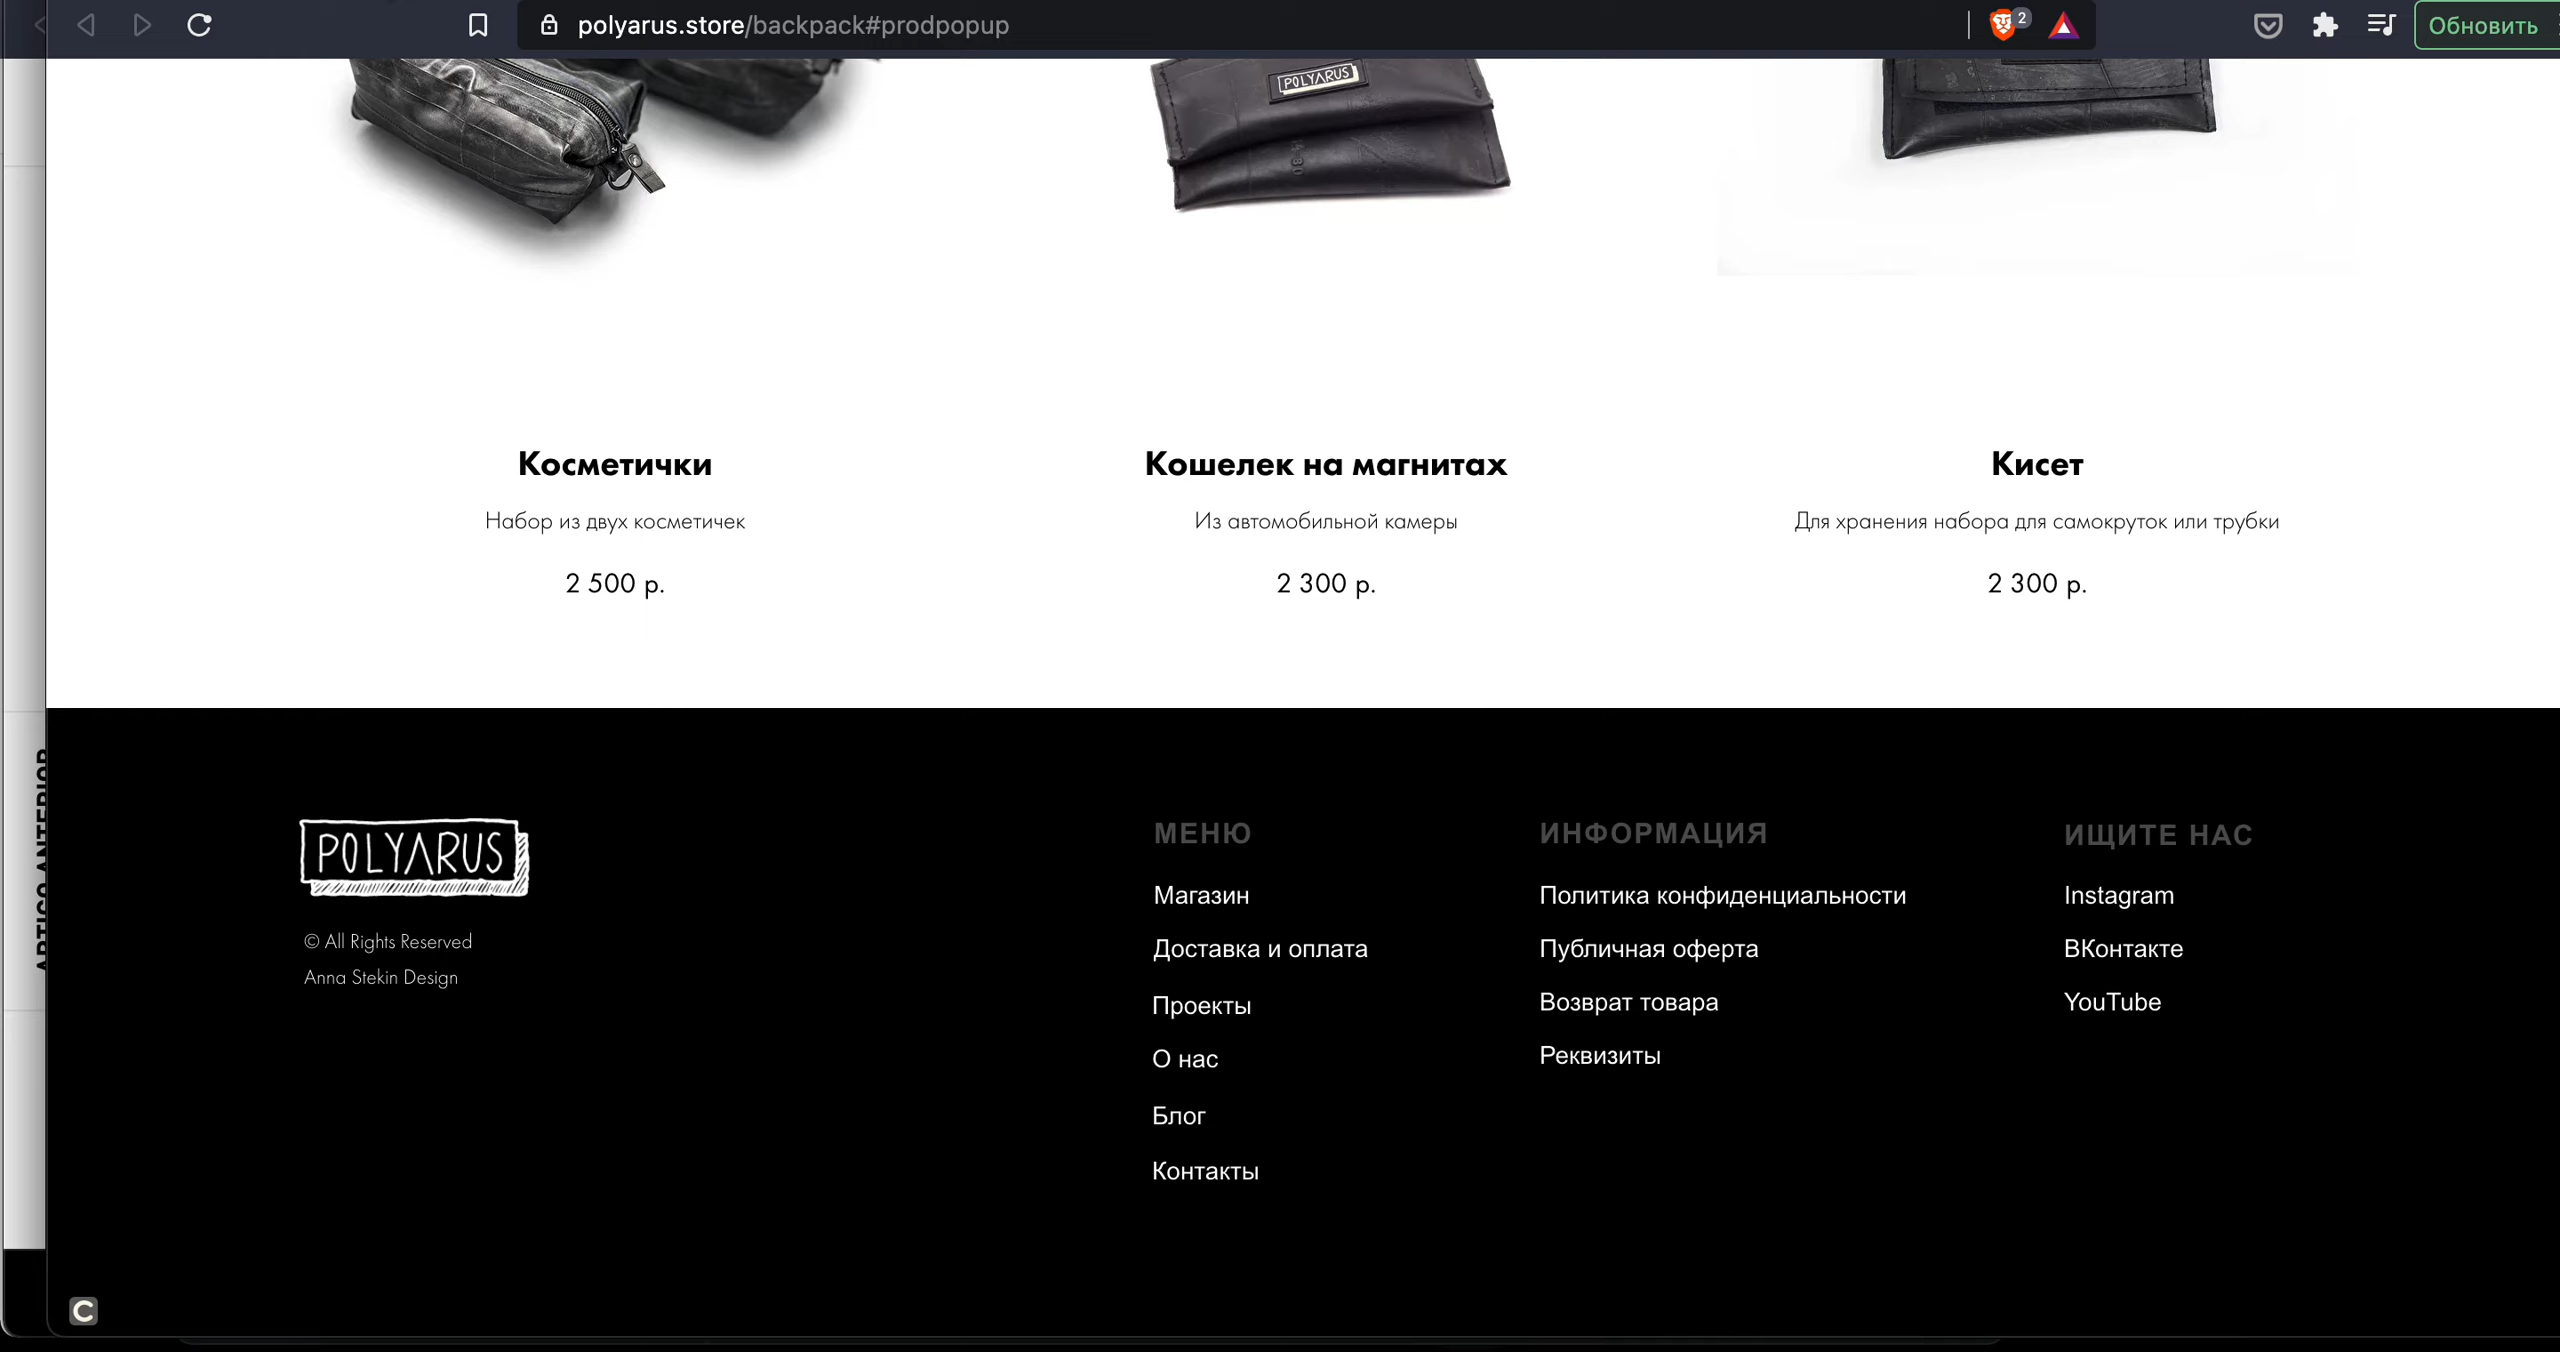 polyarus.store/backpack#prodpopup
2
Обновить
POLYARUS
Косметички
Набор из двух косметичек
2 500 р.
Кошелек на магнитах
Из автомобильной камеры
2 300 р.
Кисет
Для хранения набора для самокруток или трубки
2 300 р.
ARTIGO ANTERIOR
POLYARUS
© All Rights Reserved
Anna Stekin Design
МЕНЮ
Магазин
Доставка и оплата
Проекты
О нас
Блог
Контакты
ИНФОРМАЦИЯ
Политика конфиденциальности
Публичная оферта
Возврат товара
Реквизиты
ИЩИТЕ НАС
Instagram
ВКонтакте
YouTube
C